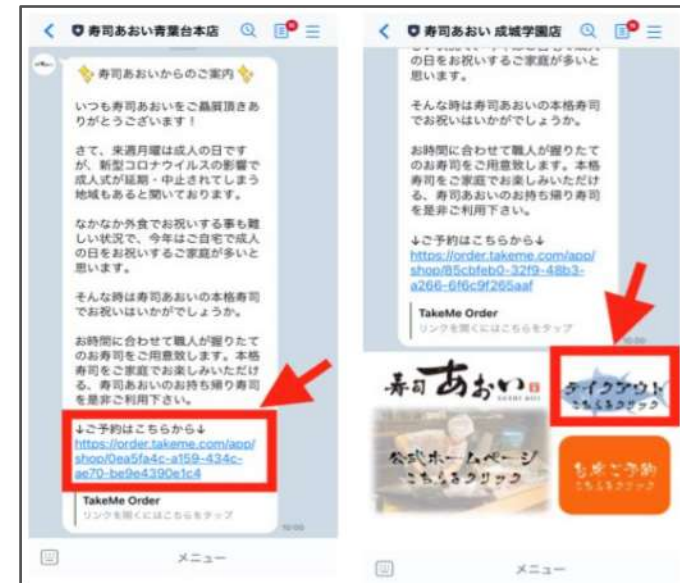 寿司あおい青葉台本店
✨寿司あおいからのご案内✨
いつも寿司あおいをご贔屓頂きあ
りがとうございます！
さて、来週月曜は成人の日です
が、新型コロナウイルスの影響で
成人式が延期・中止されてしまう
地域もあると聞いております。
なかなか外食でお祝いする事も難
しい状況で、今年はご自宅で成人
の日をお祝いするご家庭が多いと
思います。
そんな時は寿司あおいの本格寿司
でお祝いはいかがでしょうか。
お時間に合わせて職人が握りたて
のお寿司をご用意致します。本格
寿司をご家庭でお楽しみいただけ
る、寿司あおいのお持ち帰り寿司
を是非ご利用下さい。
↓ご予約はこちらから↓
https://order.takeme.com/app/
shop/0ea5fa4c-a159-434c-
ae70-be9e4390e1c4
TakeMe Order
リンクを開くにはこちらをタップ
10:00
メニュー
寿司あおい 成城学園店
の日をお祝いするご家庭が多いと
思います。
そんな時は寿司あおいの本格寿司
でお祝いはいかがでしょうか。
お時間に合わせて職人が握りたて
のお寿司をご用意致します。本格
寿司をご家庭でお楽しみいただけ
る、寿司あおいのお持ち帰り寿司
を是非ご利用下さい。
↓ご予約はこちらから↓
https://order.takeme.com/app/
shop/85cbfeb0-32f9-48b3-
a266-6f6c9f265aaf
TakeMe Order
リンクを開くにはこちらをタップ
10:00
寿司あおい
SUSHI AOI
テイクアウト
こちらをクリック
公式ホームページ
こちらをクリック
お席ご予約
こちらをクリック
メニュー